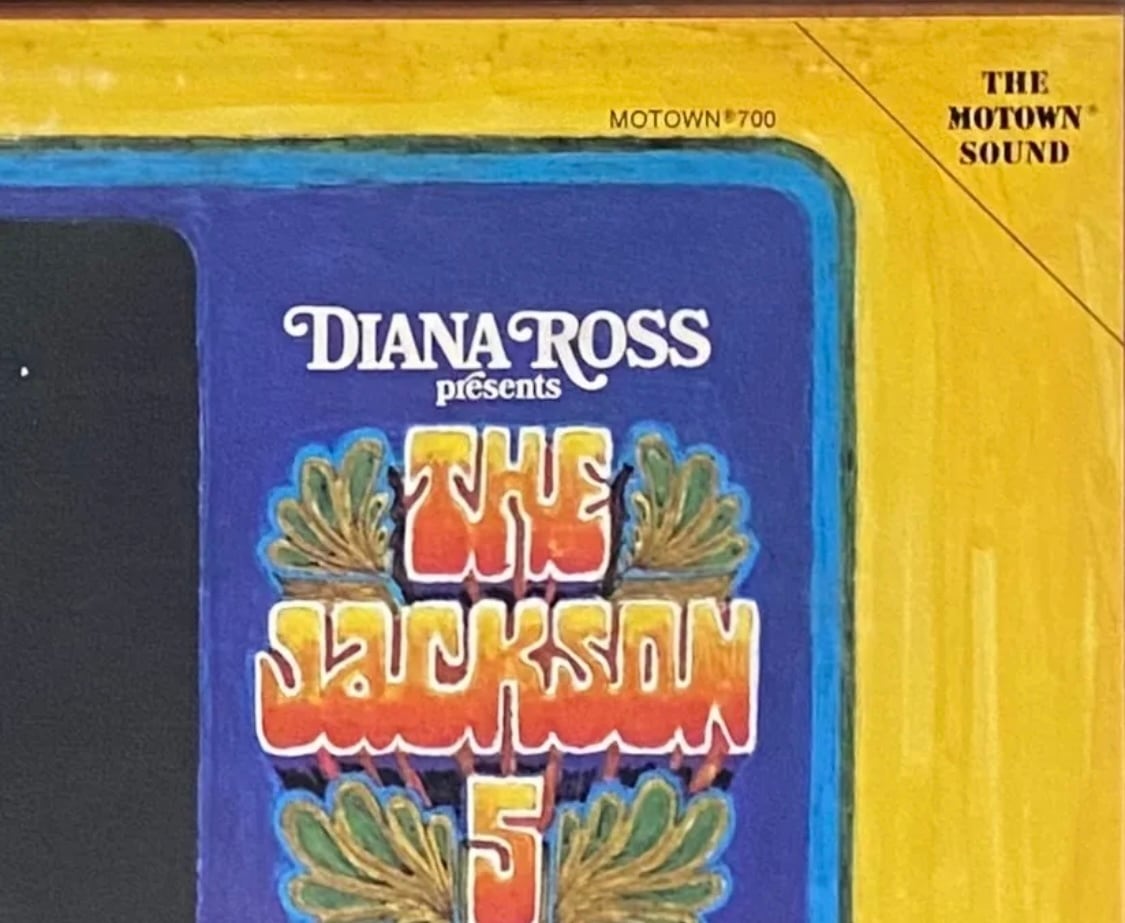 MOTOWN®700
THE
MOTOWN®
SOUND
DIANA ROSS
presents
THE
JaCKSON
5